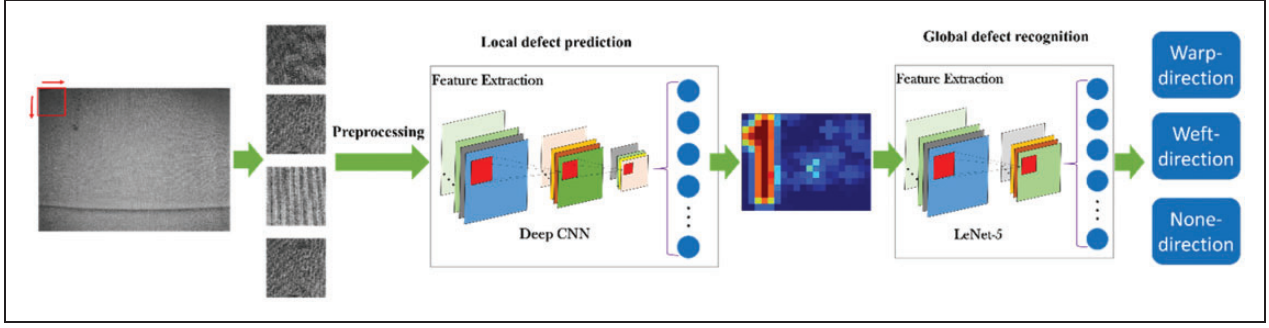 Local defect prediction
Global defect recognition
Preprocessing
Feature Extraction
Deep CNN
Feature Extraction
LeNet-5
Warp-
direction
Weft-
direction
None-
direction